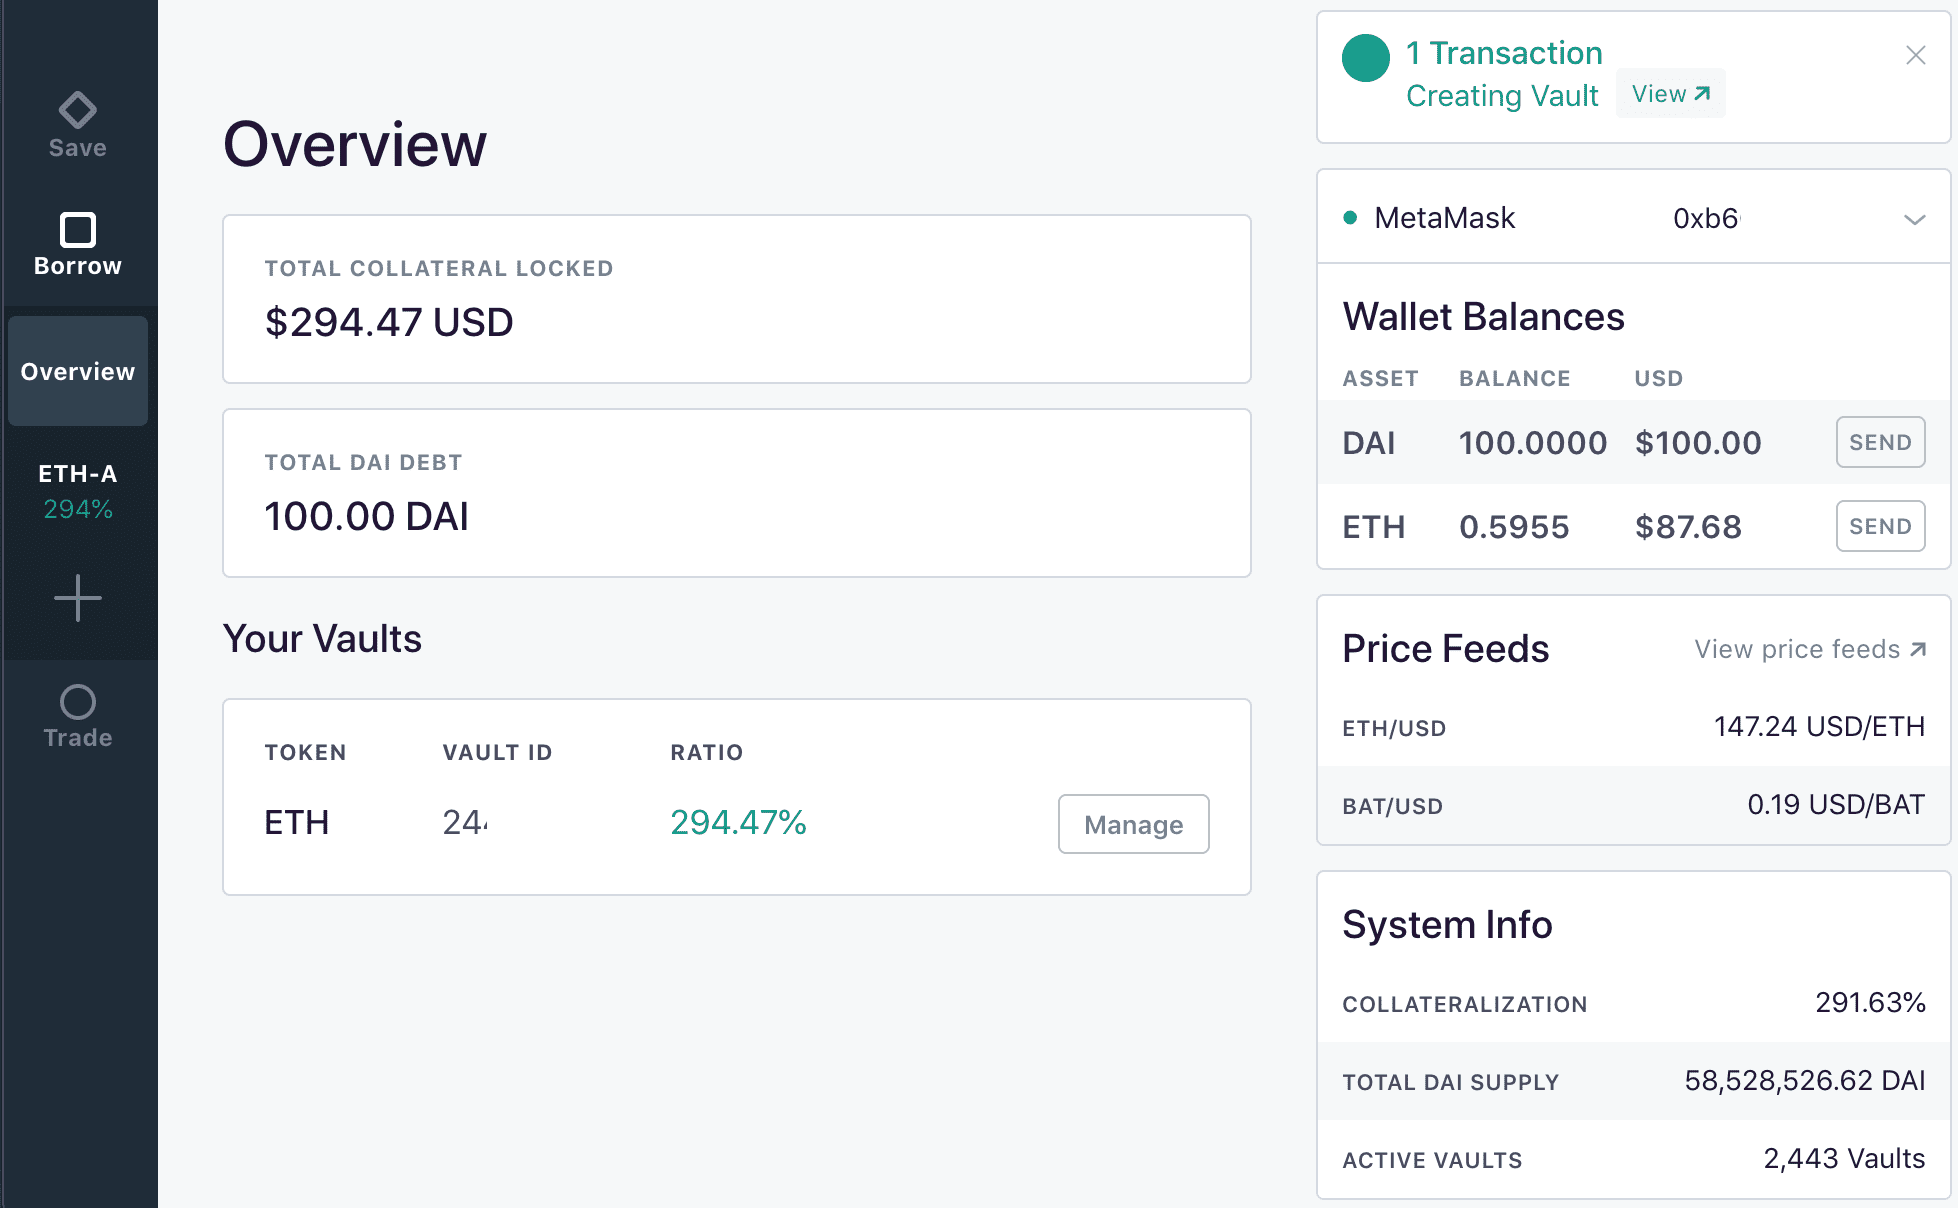 Save
Borrow
Overview
ETH-A
294%
Trade
Overview
TOTAL COLLATERAL LOCKED
$294.47 USD
TOTAL DAI DEBT
100.00 DAI
Your Vaults
TOKEN VAULT ID RATIO
ETH 24 294.47% Manage
1 Transaction
Creating Vault View
MetaMask 0xb6
Wallet Balances
ASSET BALANCE USD
DAI 100.0000 $100.00 SEND
ETH 0.5955 $87.68 SEND
Price Feeds View price feeds
ETH/USD 147.24 USD/ETH
BAT/USD 0.19 USD/BAT
System Info
COLLATERALIZATION 291.63%
TOTAL DAI SUPPLY 58,528,526.62 DAI
ACTIVE VAULTS 2,443 Vaults